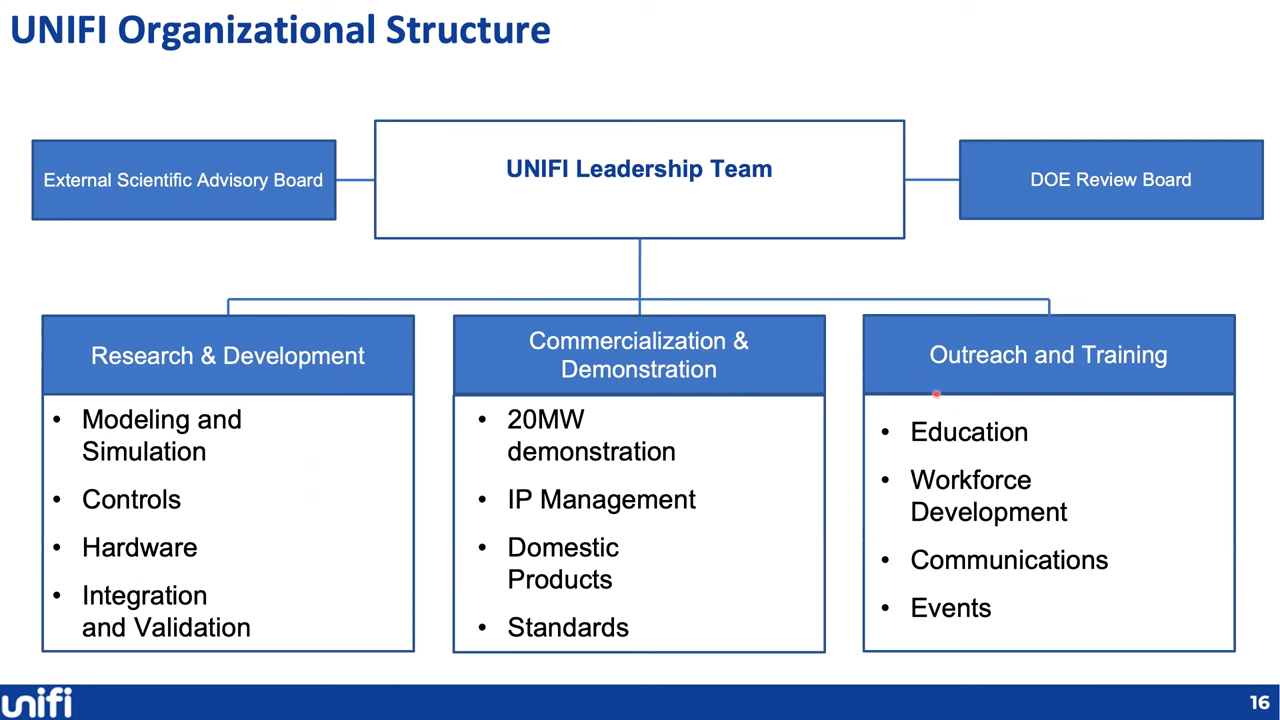 UNIFI Organizational Structure
External Scientific Advisory Board
UNIFI Leadership Team
DOE Review Board
Research & Development
• Modeling and
Simulation
• Controls
• Hardware
• Integration
and Validation
Commercialization &
Demonstration
• 20MW
demonstration
• IP Management
• Domestic
Products
• Standards
Outreach and Training
• Education
• Workforce
Development
• Communications
• Events
unifi
16